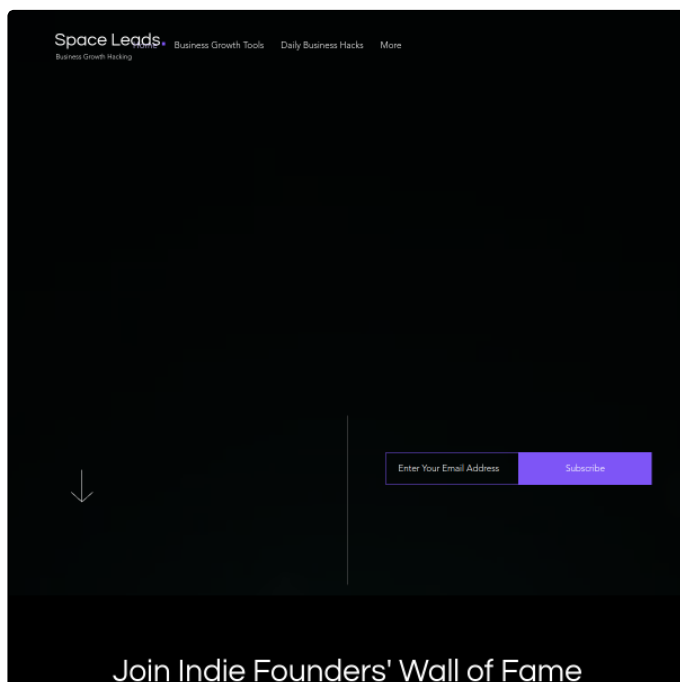 Space Leads
Home Business Growth Tools Daily Business Hacks More
Business Growth Hacking
Enter Your Email Address Subscribe
Join Indie Founders' Wall of Fame